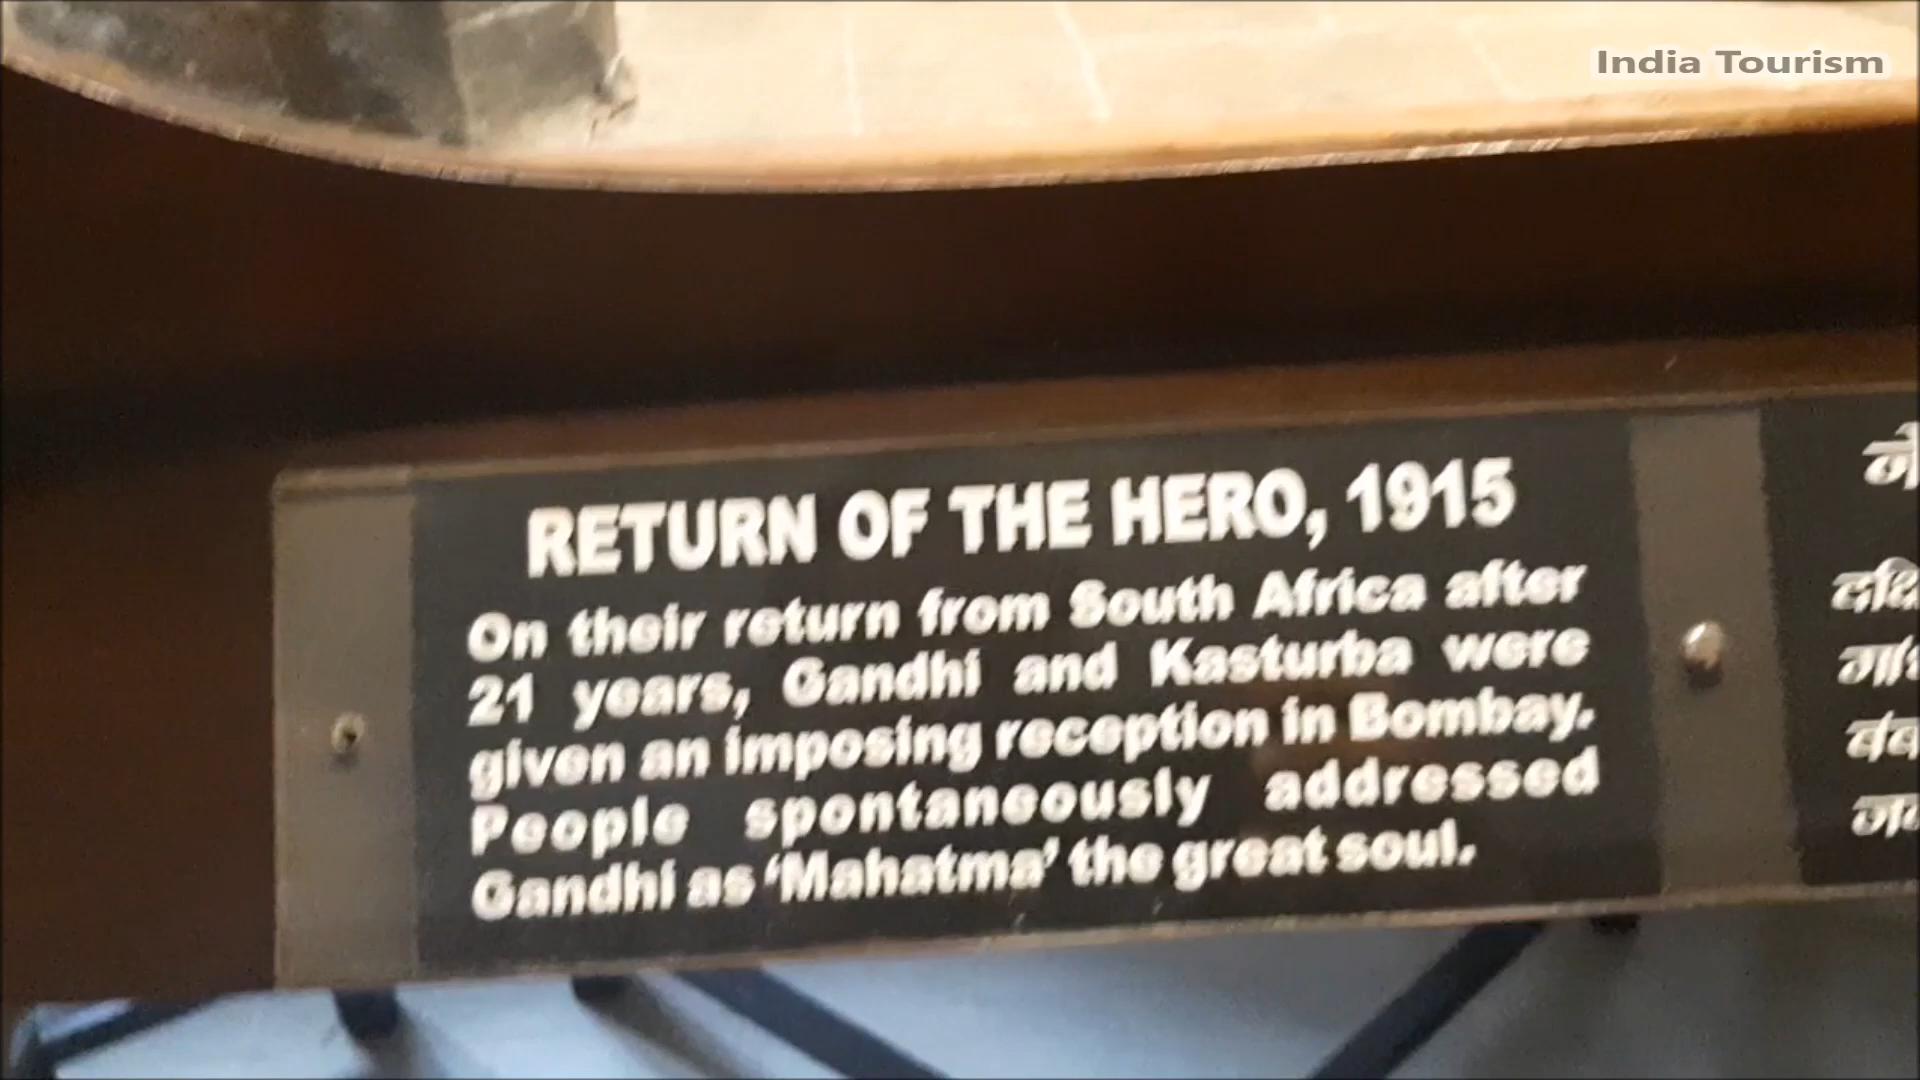 India Tourism
RETURN OF THE HERO, 1915
On their return from South Africa after
21 years, Gandhi and Kasturba were
given an imposing reception in Bombay.
People spontaneously addressed
Gandhi as ‘Mahatma’ the great soul.